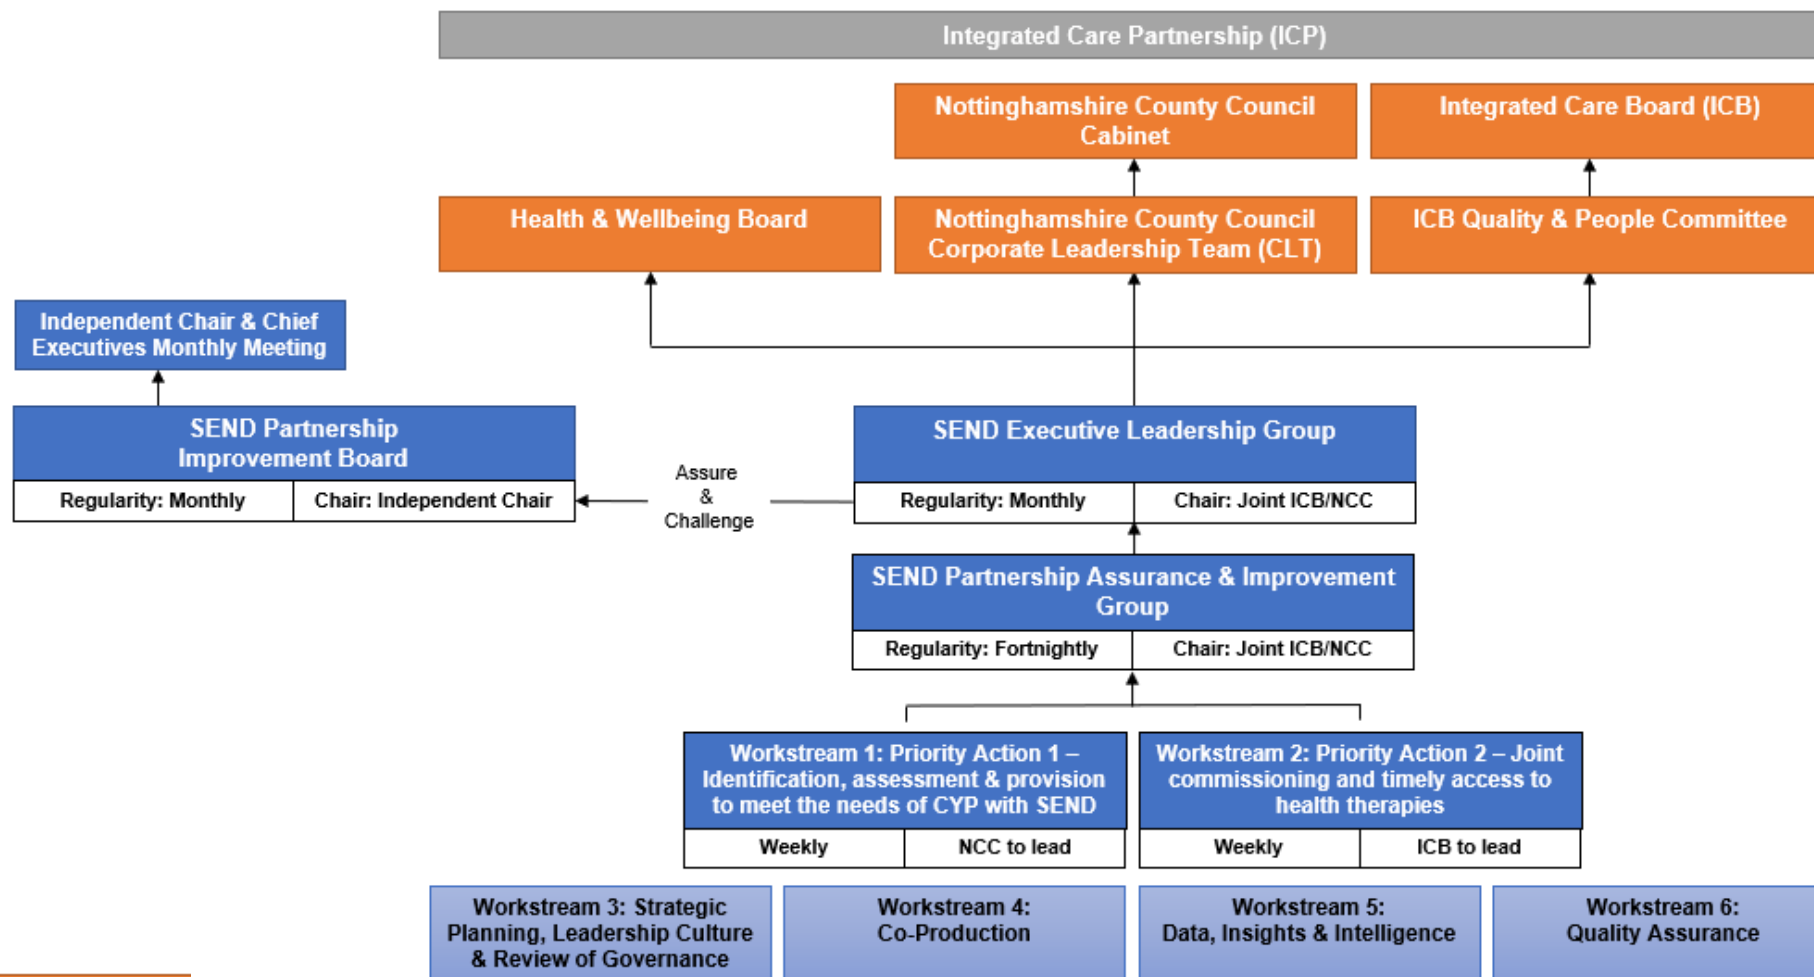 Integrated Care Partnership (ICP)
Nottinghamshire County Council
Cabinet
Integrated Care Board (ICB)
Health & Wellbeing Board
Nottinghamshire County Council
Corporate Leadership Team (CLT)
ICB Quality & People Committee
Independent Chair & Chief
Executives Monthly Meeting
SEND Partnership
Improvement Board
Regularity: Monthly
Chair: Independent Chair
Assure
&
Challenge
SEND Executive Leadership Group
Regularity: Monthly
Chair: Joint ICB/NCC
SEND Partnership Assurance & Improvement
Group
Regularity: Fortnightly
Chair: Joint ICB/NCC
Workstream 1: Priority Action 1 –
Identification, assessment & provision
to meet the needs of CYP with SEND
Weekly
NCC to lead
Workstream 2: Priority Action 2 – Joint
commissioning and timely access to
health therapies
Weekly
ICB to lead
Workstream 3: Strategic
Planning, Leadership Culture
& Review of Governance
Workstream 4:
Co-Production
Workstream 5:
Data, Insights & Intelligence
Workstream 6:
Quality Assurance